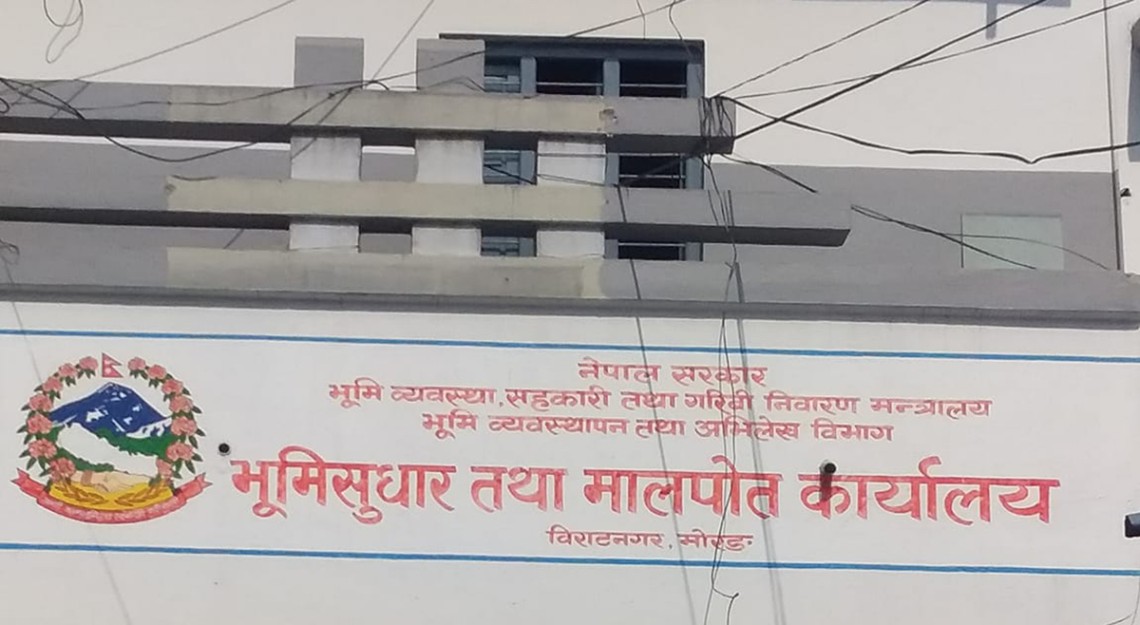 नेपाल सरकार
भूमि व्यवस्था, सहकारी तथा गरिबी निवारण मन्त्रालय
भूमि व्यवस्थापन तथा अभिलेख विभाग
भूमिसुधार तथा मालपोत कार्यालय
विराटनगर, मोरङ